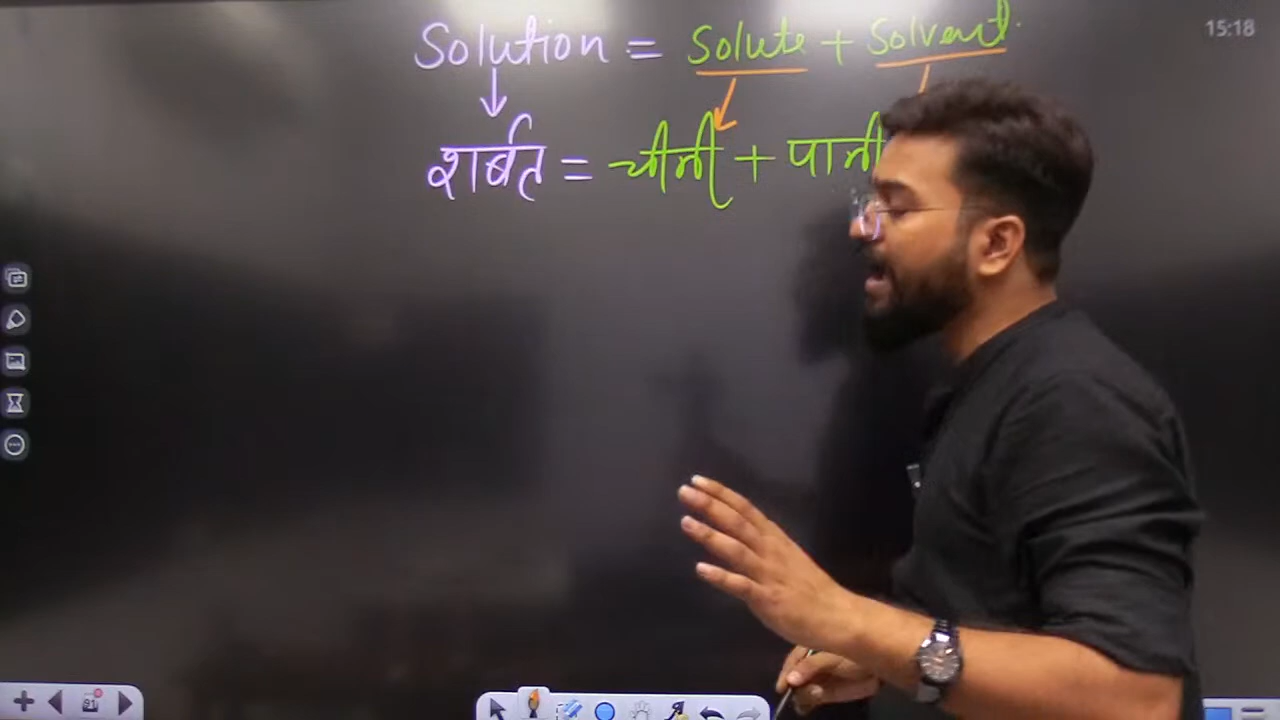 15:18
Solution = Solute + Solvent
शर्बत = चीनी + पानी